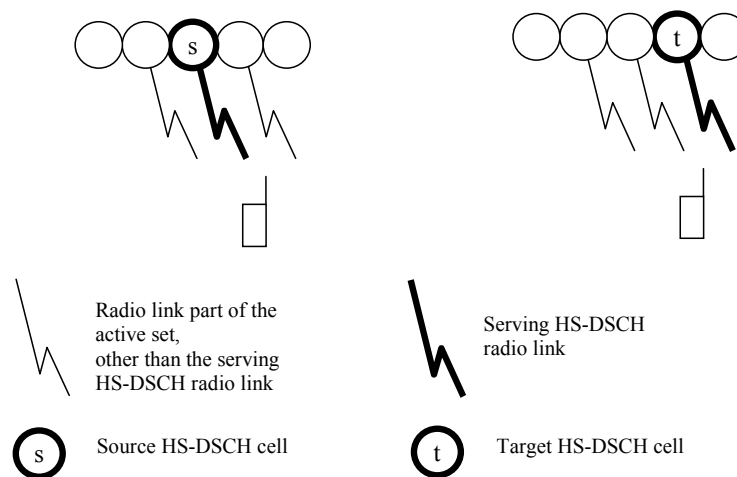 s
t
Radio link part of the
active set,
other than the serving
HS-DSCH radio link
Serving HS-DSCH
radio link
s
Source HS-DSCH cell
t
Target HS-DSCH cell